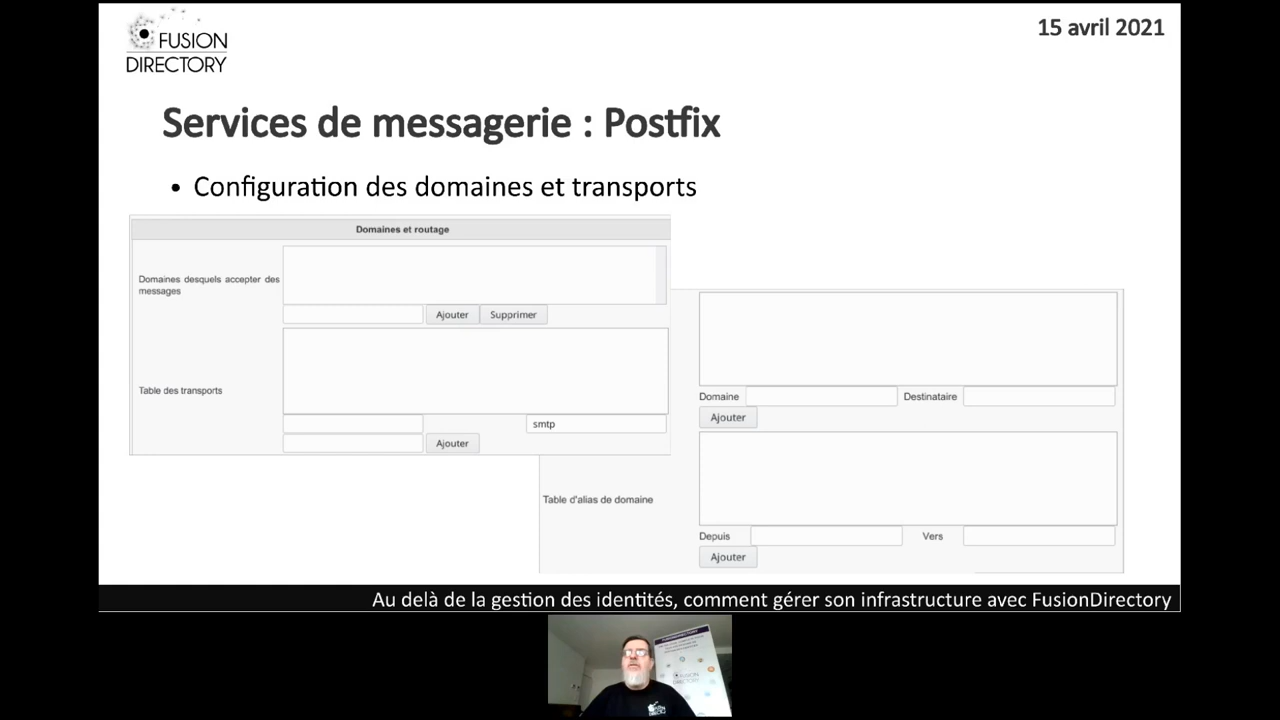 FUSION
DIRECTORY
15 avril 2021
Services de messagerie : Postfix
• Configuration des domaines et transports
Domaines et routage
Domaines desquels accepter des
messages
Ajouter Supprimer
Table des transports
smtp
Ajouter
Domaine Destinataire
Ajouter
Table d'alias de domaine
Depuis Vers
Ajouter
Au delà de la gestion des identités, comment gérer son infrastructure avec FusionDirectory
FUSION
DIRECTORY